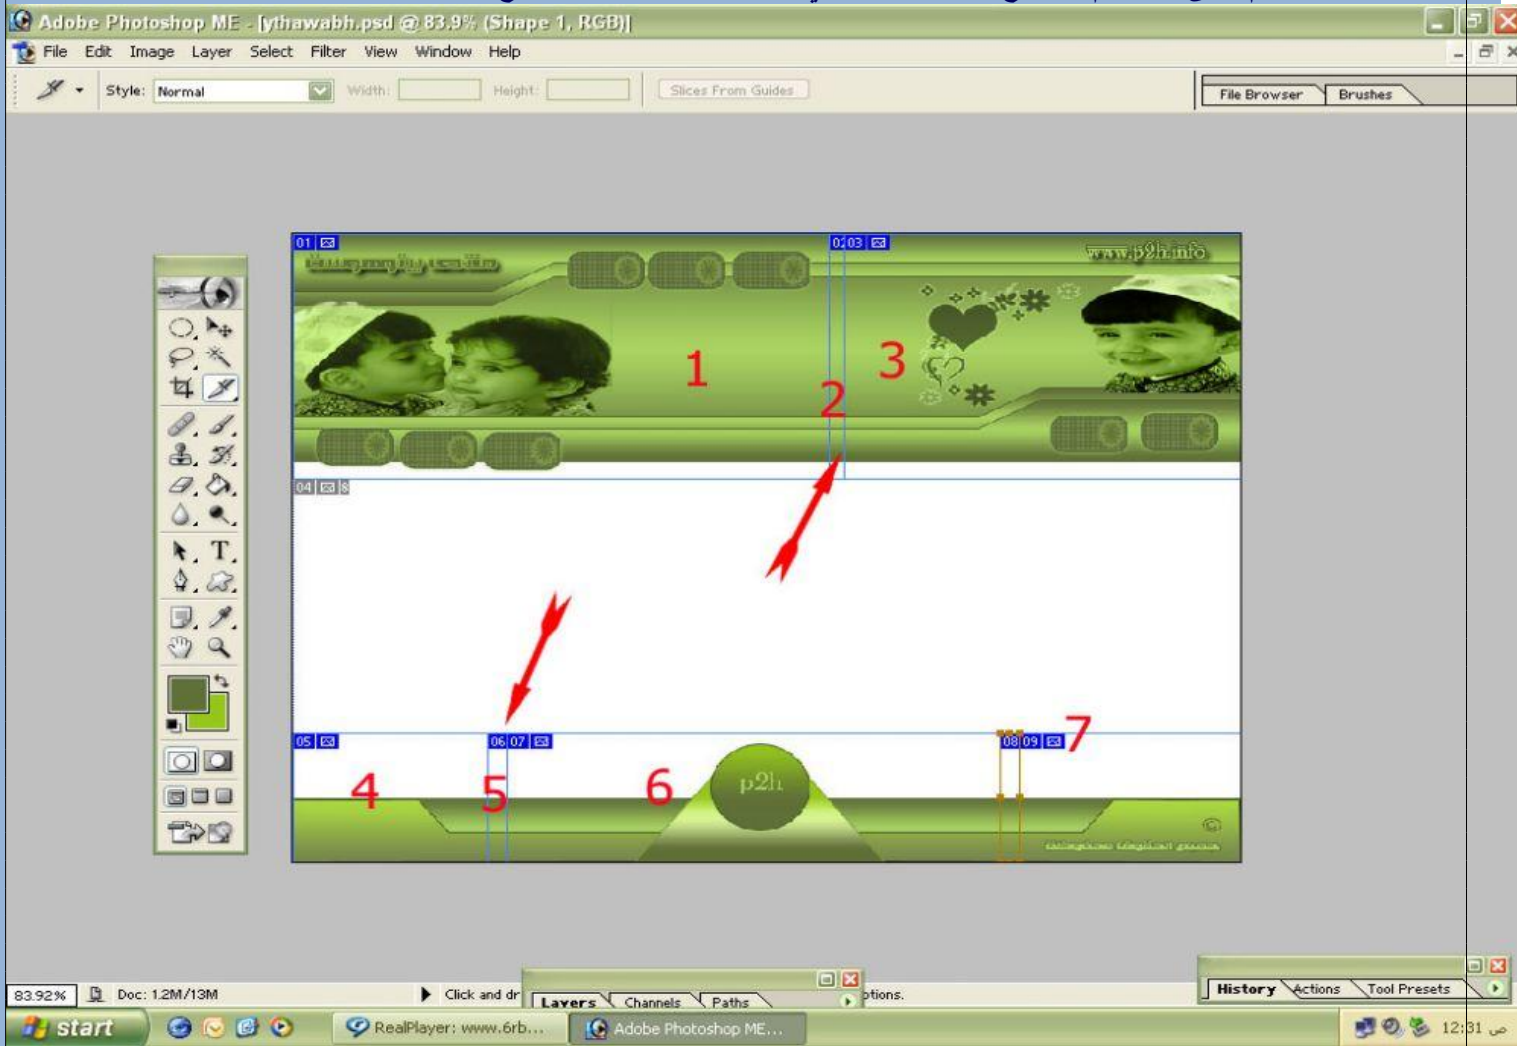 Adobe Photoshop ME - [ythawabh.psd @ 83.9% (Shape 1, RGB)]
File Edit Image Layer Select Filter View Window Help
Style: Normal Width: Height: Slices From Guides
File Browser Brushes
01 02 03
www.p2h.info
1
3
2
04
7
05 06 07 08 09
4 5 6
p2h
©
83.92% Doc: 1.2M/13M Click and dr ptions.
Layers Channels Paths
History Actions Tool Presets
start RealPlayer: www.6rb... Adobe Photoshop ME... 12:31 ص